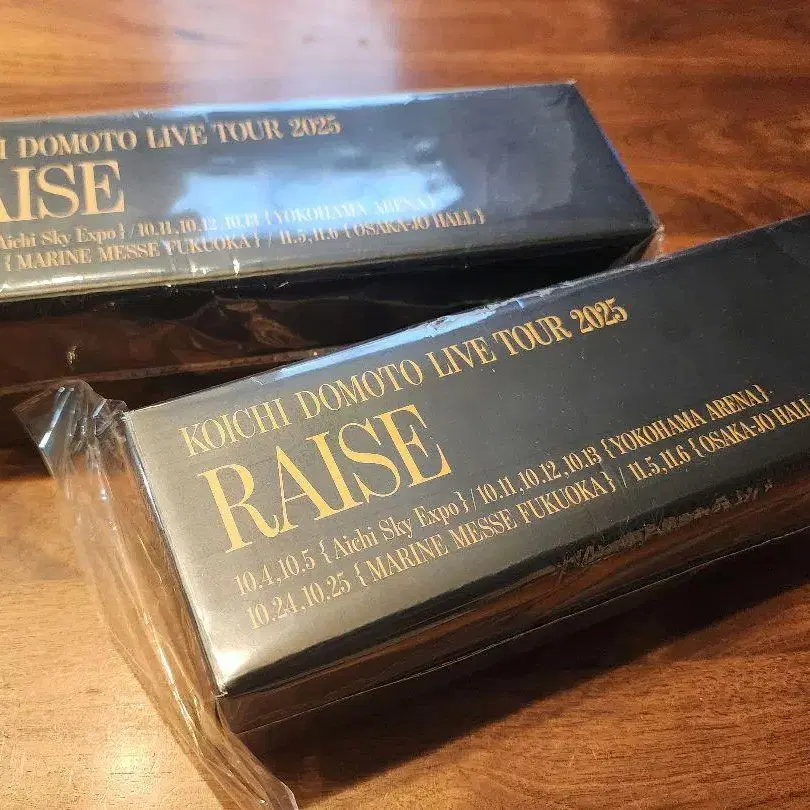 I DOMOTO LIVE TOUR 2025
AISE
Aichi Sky Expo} / 10.11, 10.12, 10.13 {YOKOHAMA ARENA}
{MARINE MESSE FUKUOKA} / 11.5, 11.6 {OSAKA-JO HALL}
KOICHI DOMOTO LIVE TOUR 2025
RAISE
10.4, 10.5 {Aichi Sky Expo} / 10.11, 10.12, 10.13 {YOKOHAMA ARENA}
10.24, 10.25 {MARINE MESSE FUKUOKA} / 11.5, 11.6 {OSAKA-JO HALL